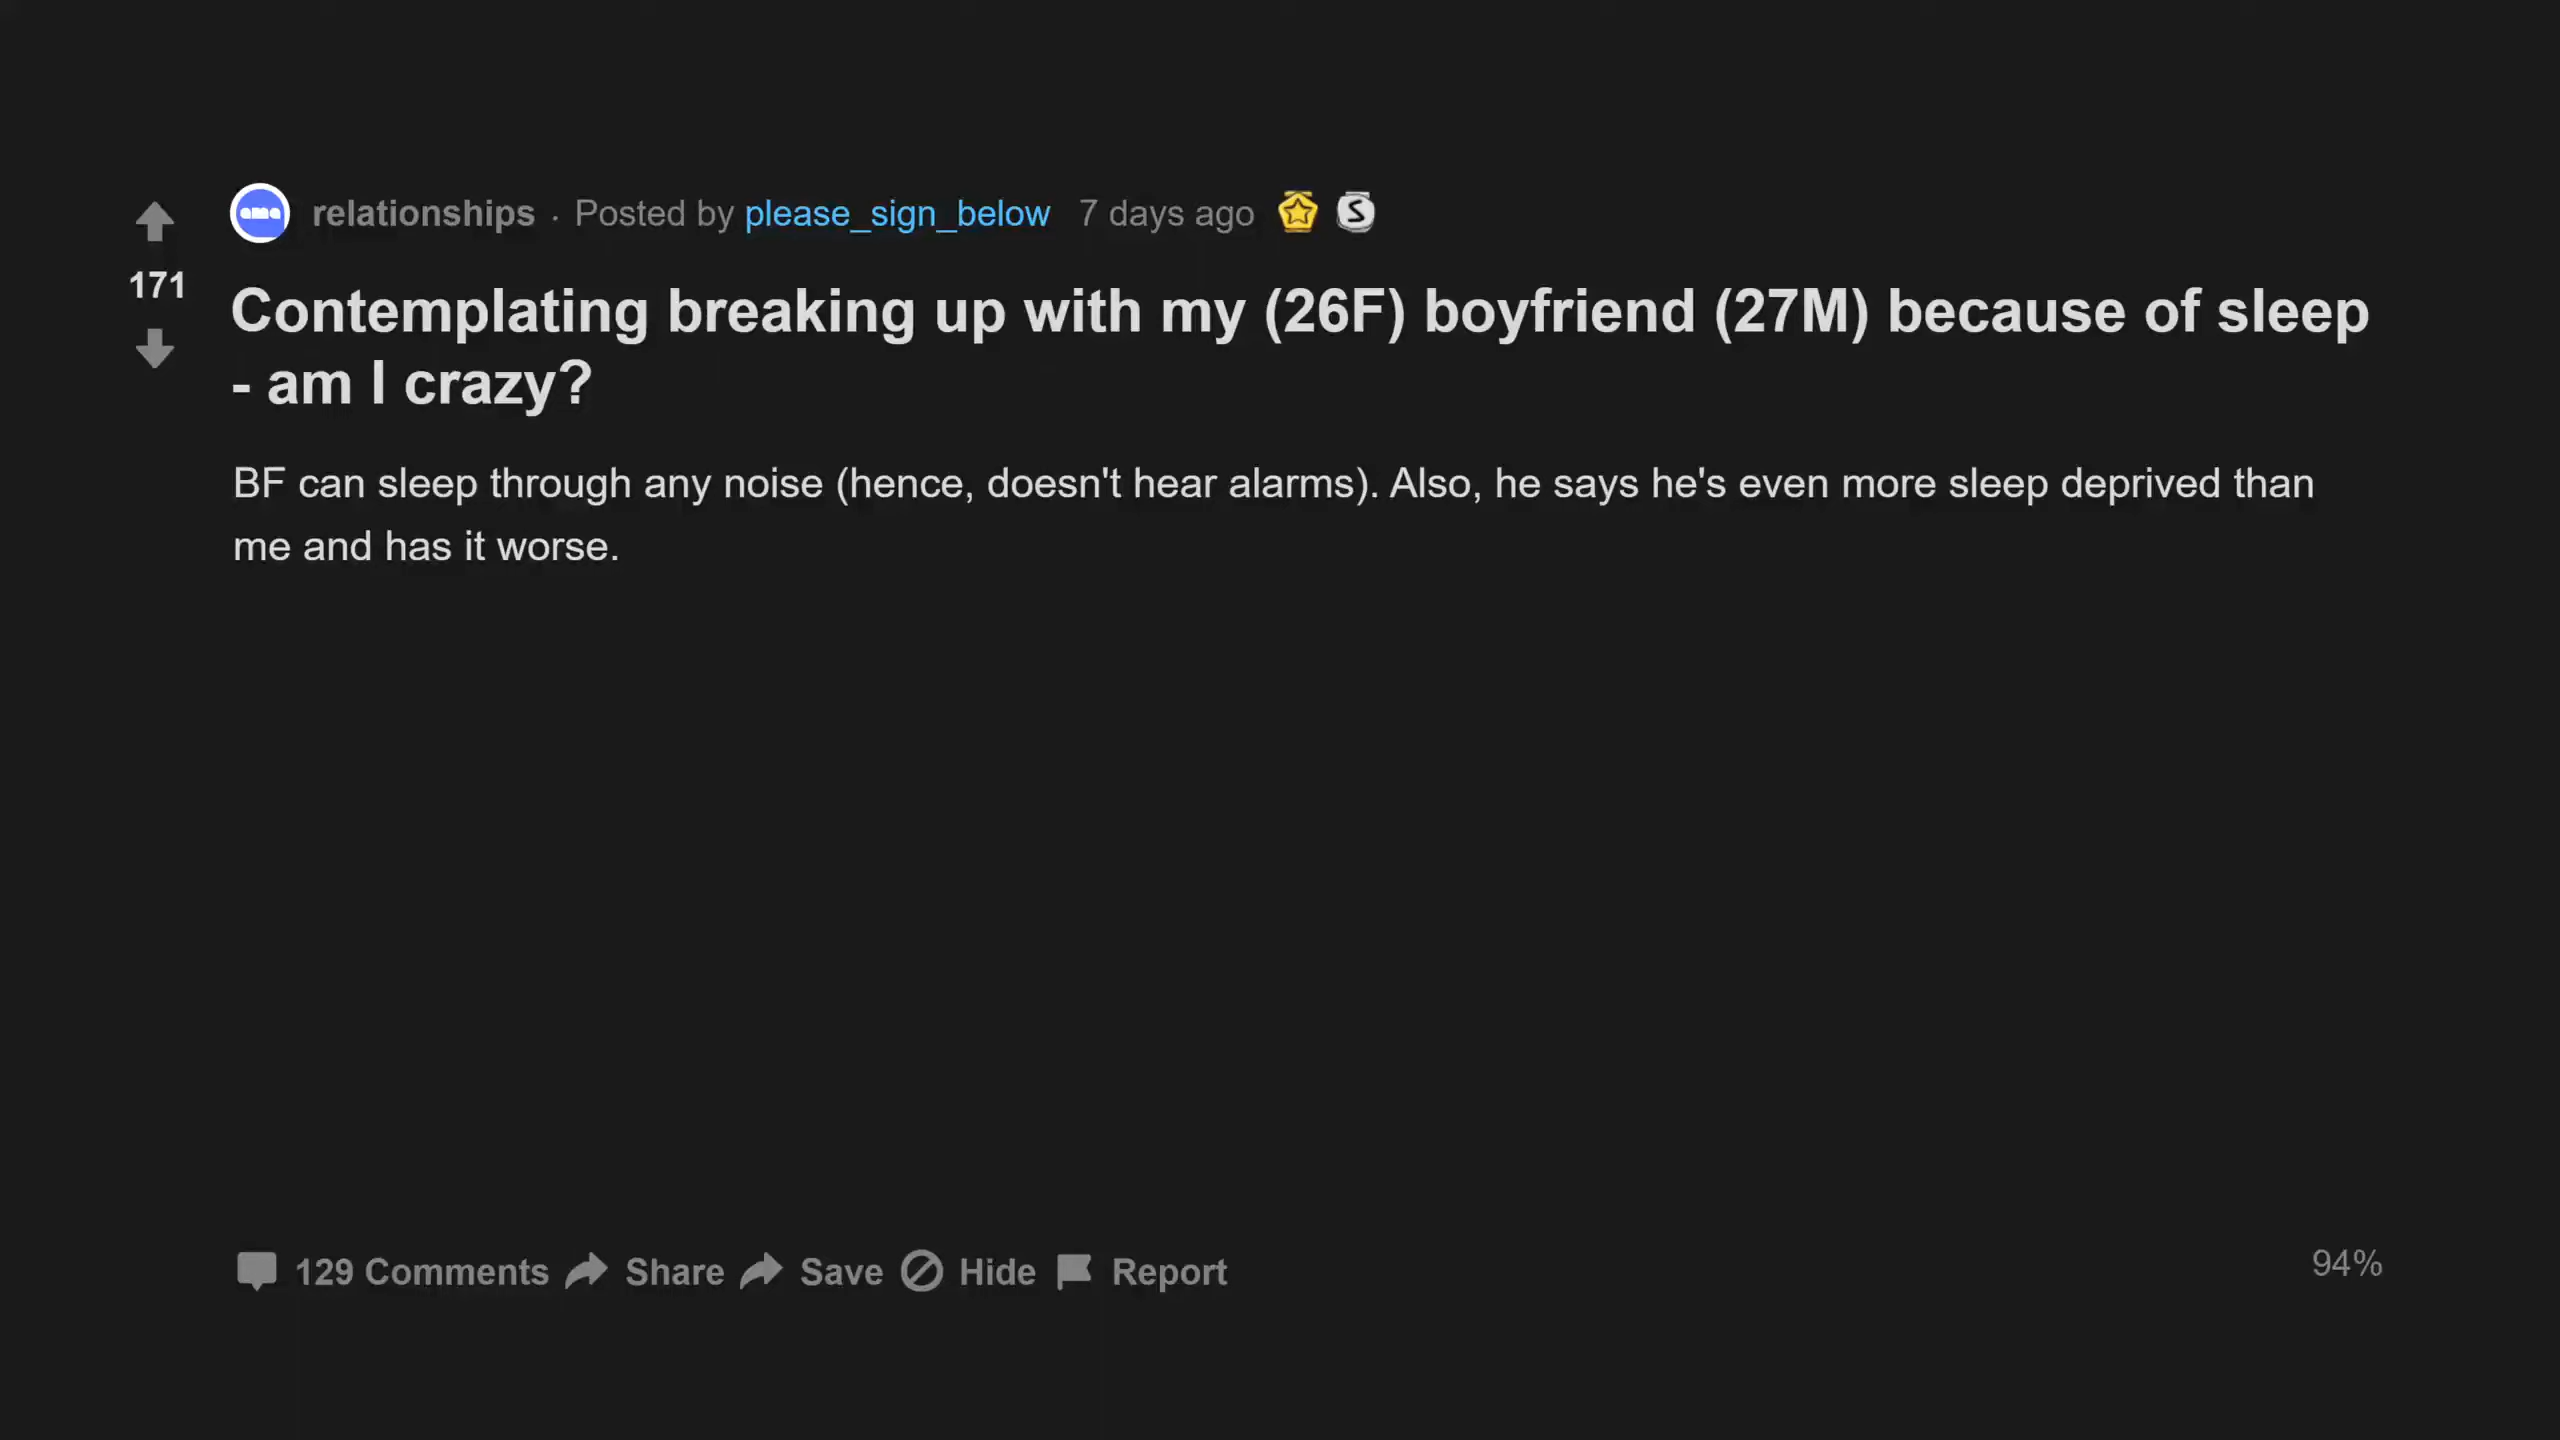 relationships · Posted by please_sign_below 7 days ago
171
Contemplating breaking up with my (26F) boyfriend (27M) because of sleep
- am I crazy?
BF can sleep through any noise (hence, doesn't hear alarms). Also, he says he's even more sleep deprived than
me and has it worse.
129 Comments Share Save Hide Report
94%